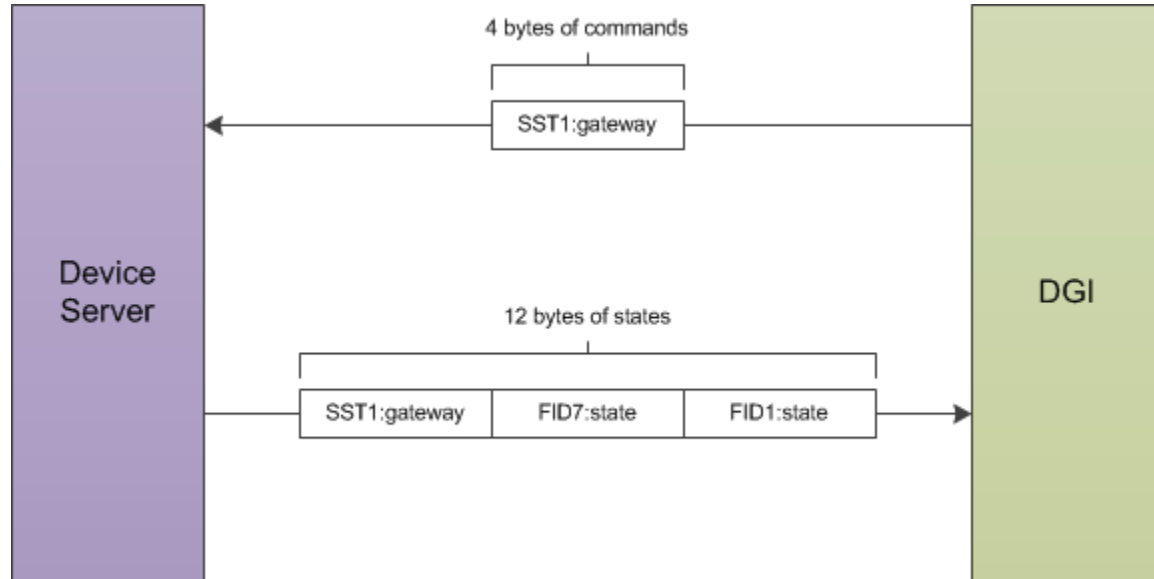 4 bytes of commands
SST1:gateway
Device
Server
DGI
12 bytes of states
SST1:gateway FID7:state FID1:state